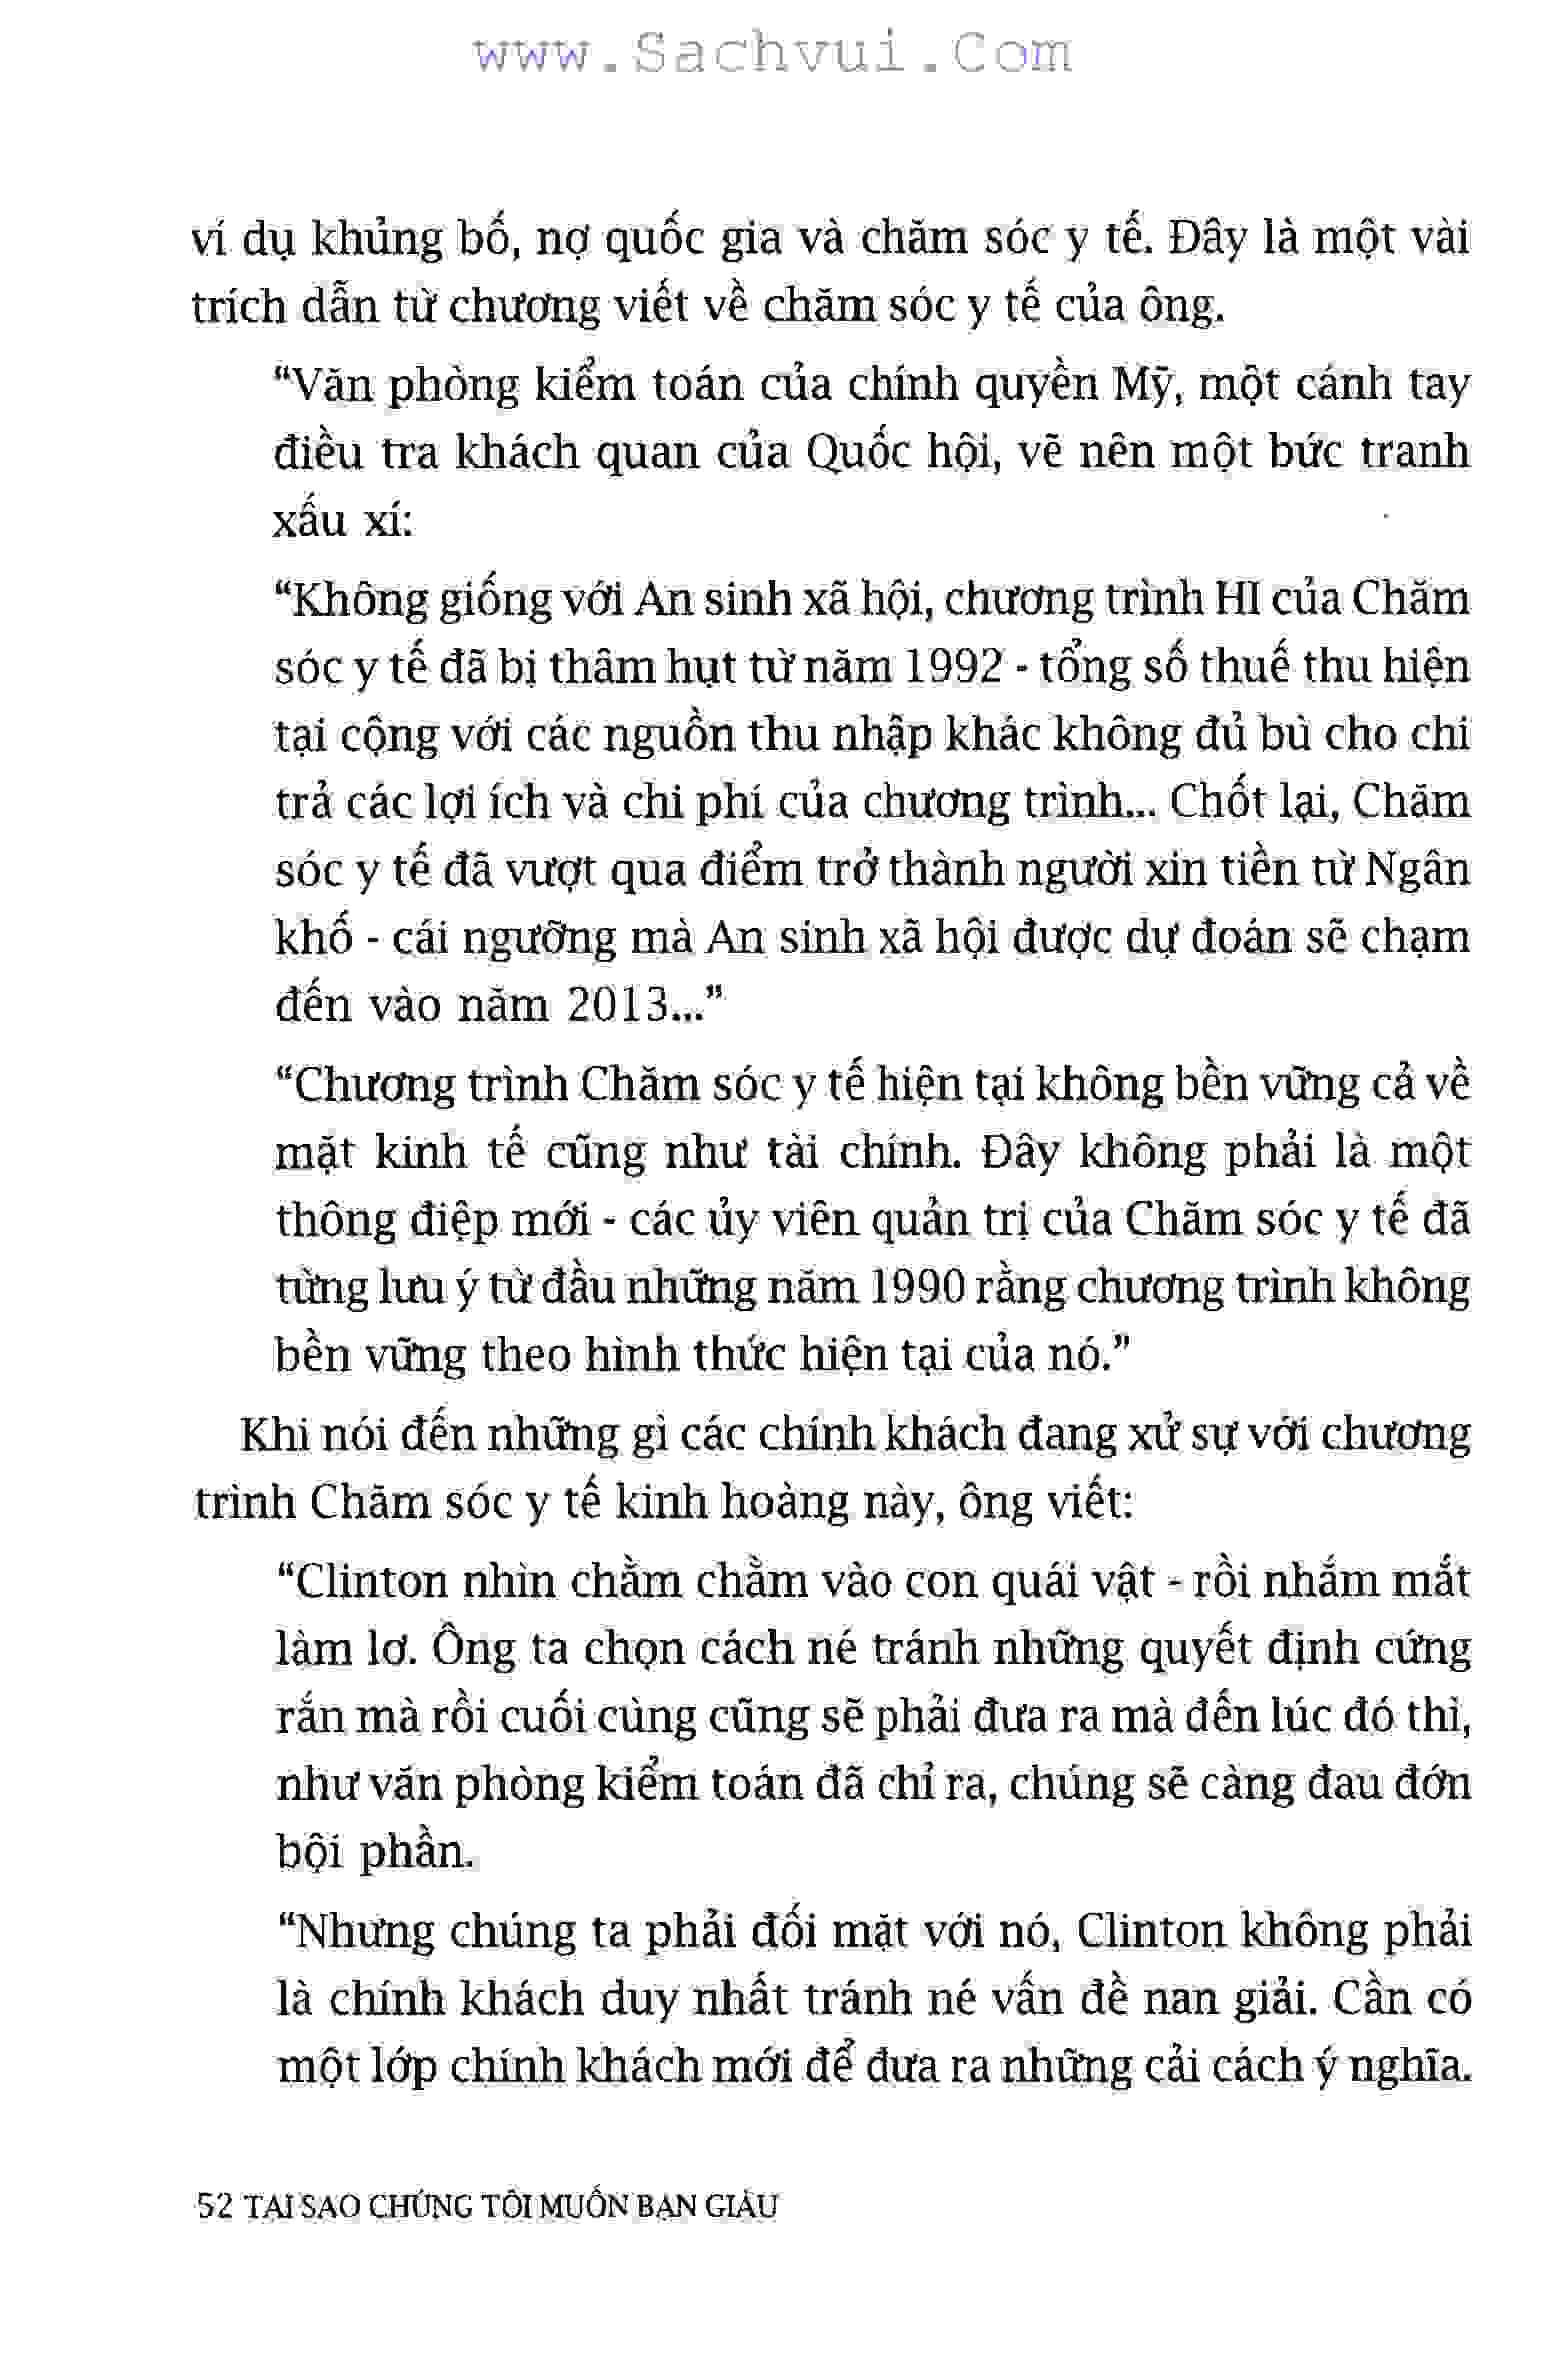 www.Sachvui.Com
ví dụ khủng bố, nợ quốc gia và chăm sóc y tế. Đây là một vài
trích dẫn từ chương viết về chăm sóc y tế của ông.
“Văn phòng kiểm toán của chính quyền Mỹ, một cánh tay
điều tra khách quan của Quốc hội, vẽ nên một bức tranh
xấu xí:
“Không giống với An sinh xã hội, chương trình HI của Chăm
sóc y tế đã bị thâm hụt từ năm 1992 - tổng số thuế thu hiện
tại cộng với các nguồn thu nhập khác không đủ bù cho chi
trả các lợi ích và chi phí của chương trình... Chốt lại, Chăm
sóc y tế đã vượt qua điểm trở thành người xin tiền từ Ngân
khố - cái ngưỡng mà An sinh xã hội được dự đoán sẽ chạm
đến vào năm 2013...”
“Chương trình Chăm sóc y tế hiện tại không bền vững cả về
mặt kinh tế cũng như tài chính. Đây không phải là một
thông điệp mới - các ủy viên quản trị của Chăm sóc y tế đã
từng lưu ý từ đầu những năm 1990 rằng chương trình không
bền vững theo hình thức hiện tại của nó.”
Khi nói đến những gì các chính khách đang xử sự với chương
trình Chăm sóc y tế kinh hoàng này, ông viết:
“Clinton nhìn chằm chằm vào con quái vật - rồi nhắm mắt
làm lơ. Ông ta chọn cách né tránh những quyết định cứng
rắn mà rồi cuối cùng cũng sẽ phải đưa ra mà đến lúc đó thì,
như văn phòng kiểm toán đã chỉ ra, chúng sẽ càng đau đớn
bội phần.
“Nhưng chúng ta phải đối mặt với nó, Clinton không phải
là chính khách duy nhất tránh né vấn đề nan giải. Cần có
một lớp chính khách mới để đưa ra những cải cách ý nghĩa.
52 TẠI SAO CHÚNG TÔI MUỐN BẠN GIÀU